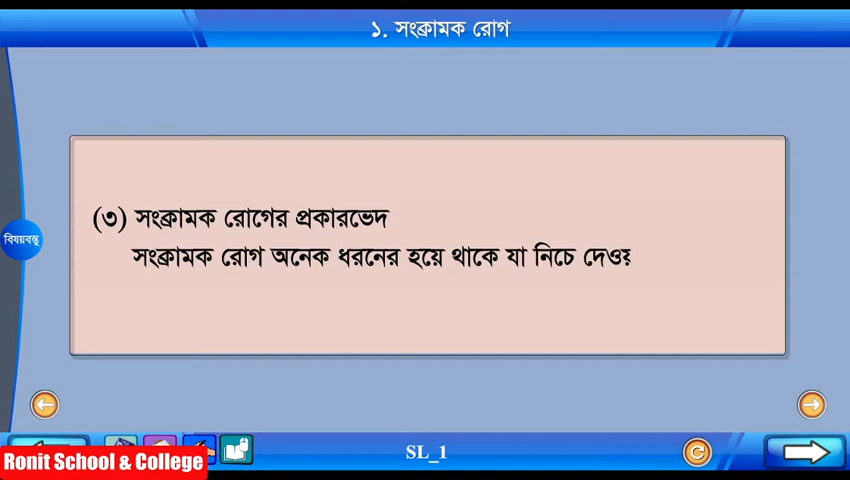 ১. সংক্রামক রোগ
(৩) সংক্রামক রোগের প্রকারভেদ
সংক্রামক রোগ অনেক ধরনের হয়ে থাকে যা নিচে দেওয়
বিষয়বস্তু
Ronit School & College
SL_1